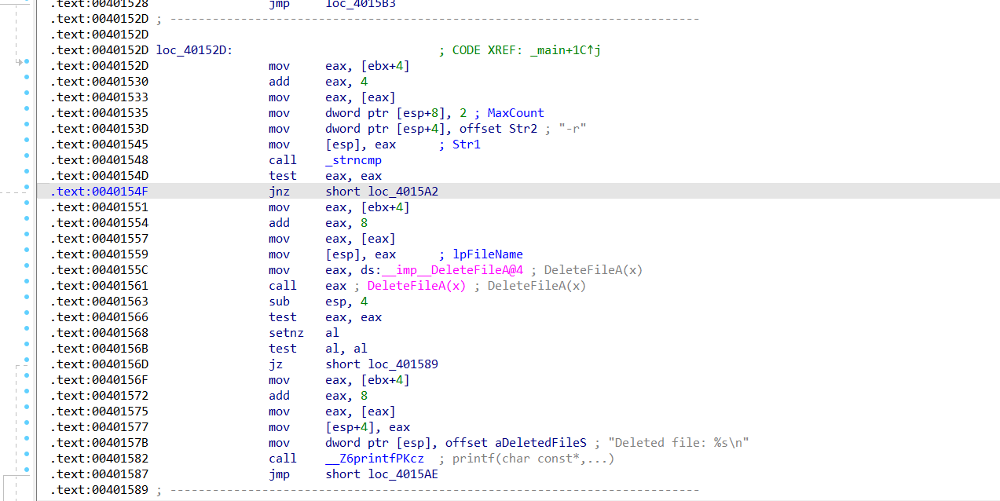 .text:00401528 jmp loc_4015B3
.text:0040152D ; ---------------------------------------------------------------------------
.text:0040152D
.text:0040152D loc_40152D: ; CODE XREF: _main+1C↑j
.text:0040152D mov eax, [ebx+4]
.text:00401530 add eax, 4
.text:00401533 mov eax, [eax]
.text:00401535 mov dword ptr [esp+8], 2 ; MaxCount
.text:0040153D mov dword ptr [esp+4], offset Str2 ; "-r"
.text:00401545 mov [esp], eax ; Str1
.text:00401548 call _strncmp
.text:0040154D test eax, eax
.text:0040154F jnz short loc_4015A2
.text:00401551 mov eax, [ebx+4]
.text:00401554 add eax, 8
.text:00401557 mov eax, [eax]
.text:00401559 mov [esp], eax ; lpFileName
.text:0040155C mov eax, ds:__imp__DeleteFileA@4 ; DeleteFileA(x)
.text:00401561 call eax ; DeleteFileA(x) ; DeleteFileA(x)
.text:00401563 sub esp, 4
.text:00401566 test eax, eax
.text:00401568 setnz al
.text:0040156B test al, al
.text:0040156D jz short loc_401589
.text:0040156F mov eax, [ebx+4]
.text:00401572 add eax, 8
.text:00401575 mov eax, [eax]
.text:00401577 mov [esp+4], eax
.text:0040157B mov dword ptr [esp], offset aDeletedFileS ; "Deleted file: %s\n"
.text:00401582 call __Z6printfPKcz ; printf(char const*,...)
.text:00401587 jmp short loc_4015AE
.text:00401589 ; ---------------------------------------------------------------------------